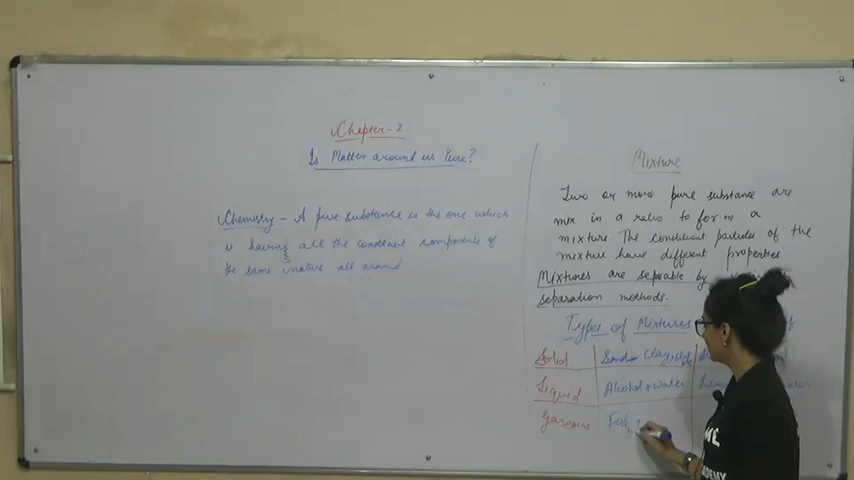 Chapter-2
Is Matter around us Pure?
Chemistry - A pure substance is the one which
is having all the constituent components of
the same nature all around
Mixture
Two or more pure substance are
mix in a ratio to form a
mixture. The constituent particles of the
mixture have different properties
Mixtures are sepeable by
separation methods.
Types of Mixtures
Solid
Liquid Alcohol + water
Gaseous